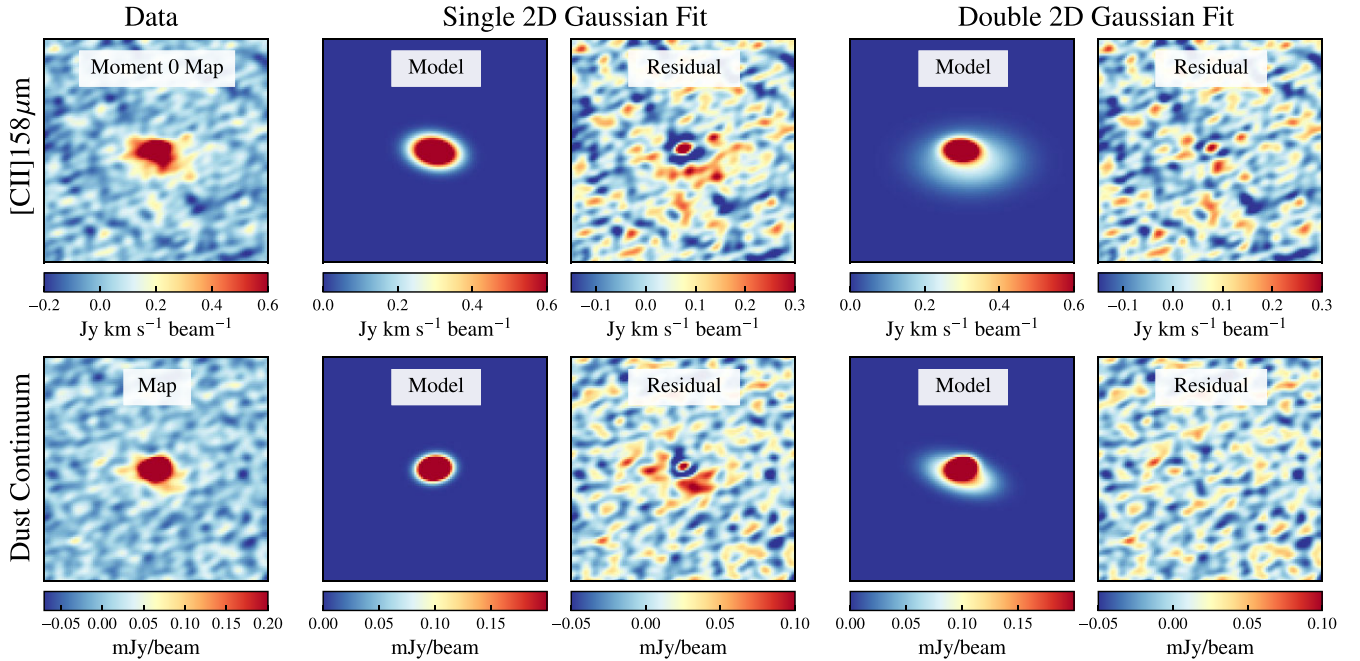 Data
Single 2D Gaussian Fit
Double 2D Gaussian Fit
[CII]158μm
Moment 0 Map
Model
Residual
Model
Residual
−0.2 0.0 0.2 0.4 0.6
0.0 0.2 0.4 0.6
−0.1 0.0 0.1 0.2 0.3
0.0 0.2 0.4 0.6
−0.1 0.0 0.1 0.2 0.3
Jy km s⁻¹ beam⁻¹
Jy km s⁻¹ beam⁻¹
Jy km s⁻¹ beam⁻¹
Jy km s⁻¹ beam⁻¹
Jy km s⁻¹ beam⁻¹
Dust Continuum
Map
Model
Residual
Model
Residual
−0.05 0.00 0.05 0.10 0.15 0.20
0.00 0.05 0.10 0.15
−0.05 0.00 0.05 0.10
0.00 0.05 0.10 0.15
−0.05 0.00 0.05 0.10
mJy/beam
mJy/beam
mJy/beam
mJy/beam
mJy/beam